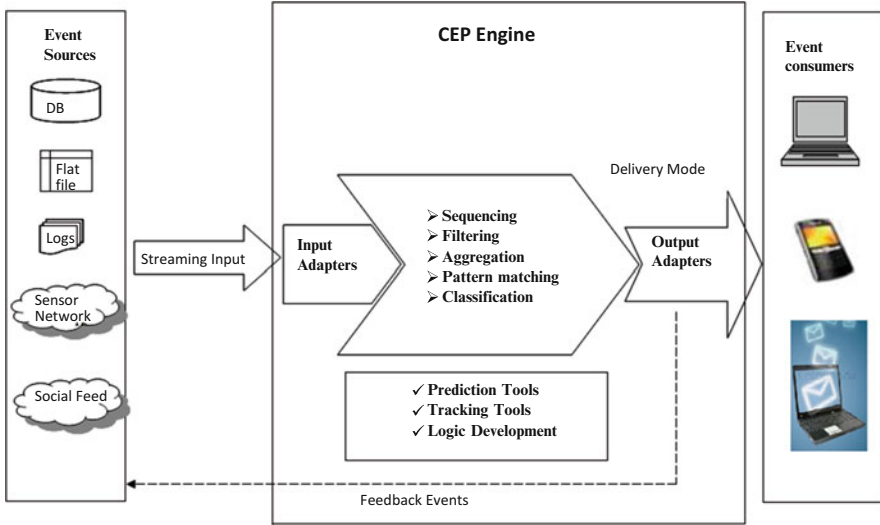 Event
Sources
DB
Flat
file
Logs
Sensor
Network
Social Feed
Streaming Input
CEP Engine
Input
Adapters
➢ Sequencing
➢ Filtering
➢ Aggregation
➢ Pattern matching
➢ Classification
Delivery Mode
Output
Adapters
✓ Prediction Tools
✓ Tracking Tools
✓ Logic Development
Feedback Events
Event
consumers